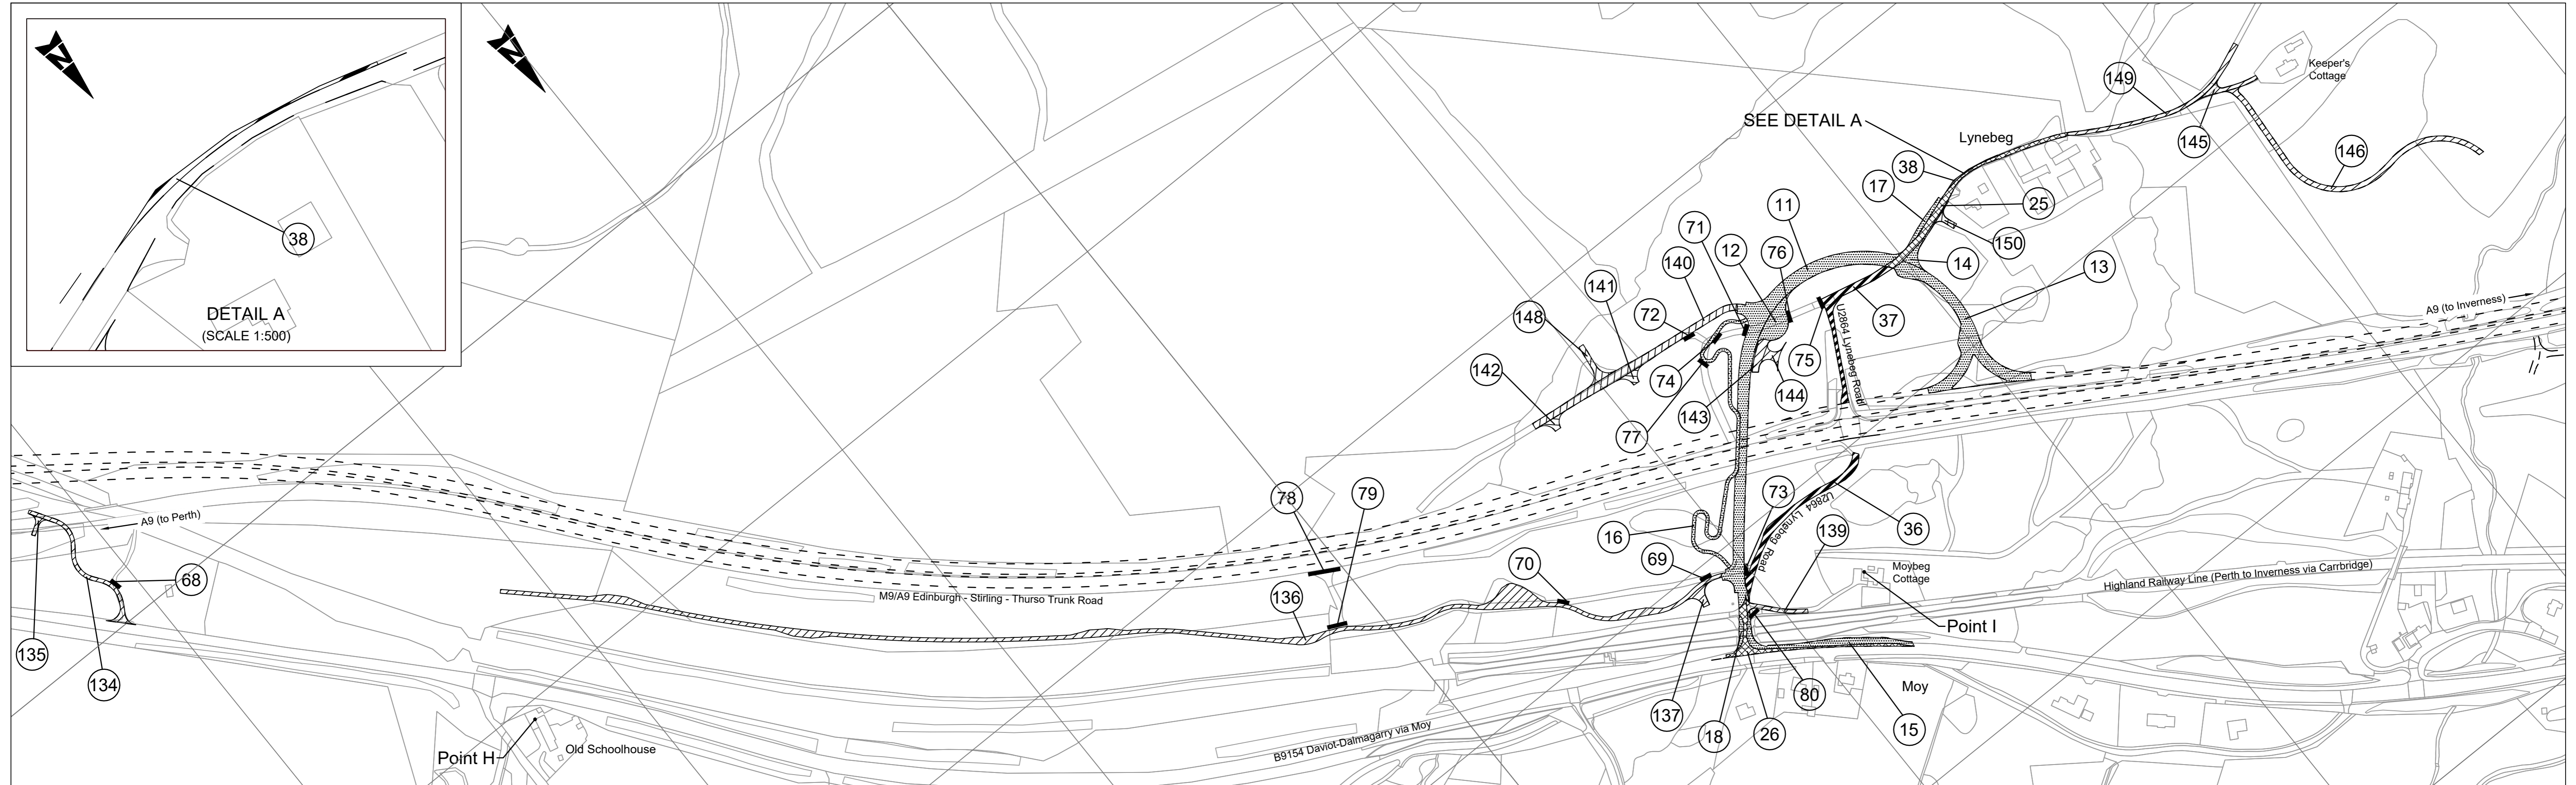 N
38
DETAIL A
(SCALE 1:500)
N
SEE DETAIL A
Lynebeg
149
Keeper's
Cottage
145
146
38
17
25
150
11
71
12
76
140
141
14
13
148
72
37
A9 (to Inverness)
142
74
75
U2864 Lynebeg Road
143
144
77
78
79
73
U2864 Lynebeg Road
36
A9 (to Perth)
16
139
70
69
68
Moybeg
Cottage
Highland Railway Line (Perth to Inverness via Carrbridge)
M9/A9 Edinburgh - Stirling - Thurso Trunk Road
136
Point I
135
134
80
Moy
137
18
26
15
B9154 Daviot-Dalmagarry via Moy
Point H
Old Schoolhouse